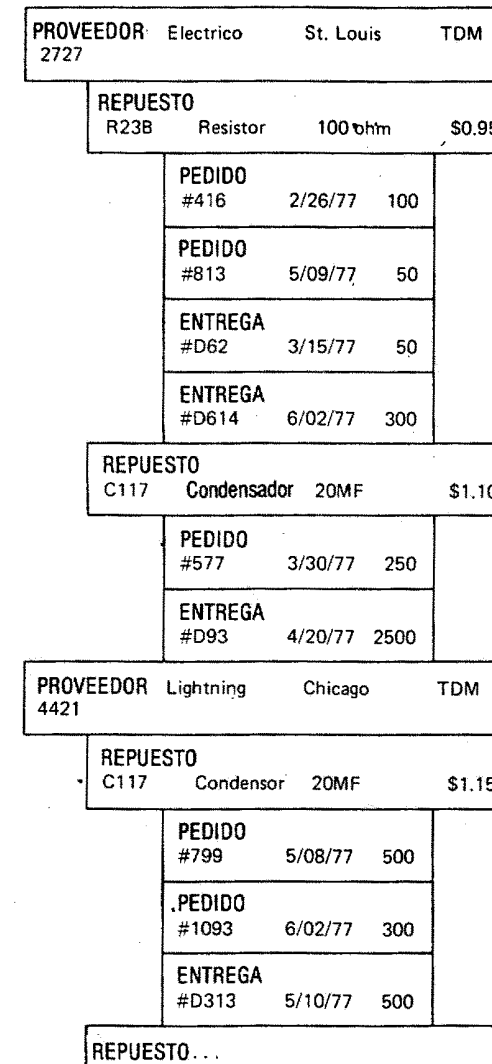 PROVEEDOR Electrico St. Louis TDM
2727
REPUESTO
R23B Resistor 100 ohm $0.95
PEDIDO
#416 2/26/77 100
PEDIDO
#813 5/09/77 50
ENTREGA
#D62 3/15/77 50
ENTREGA
#D614 6/02/77 300
REPUESTO
C117 Condensador 20MF $1.10
PEDIDO
#577 3/30/77 250
ENTREGA
#D93 4/20/77 2500
PROVEEDOR Lightning Chicago TDM
4421
REPUESTO
C117 Condensor 20MF $1.15
PEDIDO
#799 5/08/77 500
.PEDIDO
#1093 6/02/77 300
ENTREGA
#D313 5/10/77 500
REPUESTO...